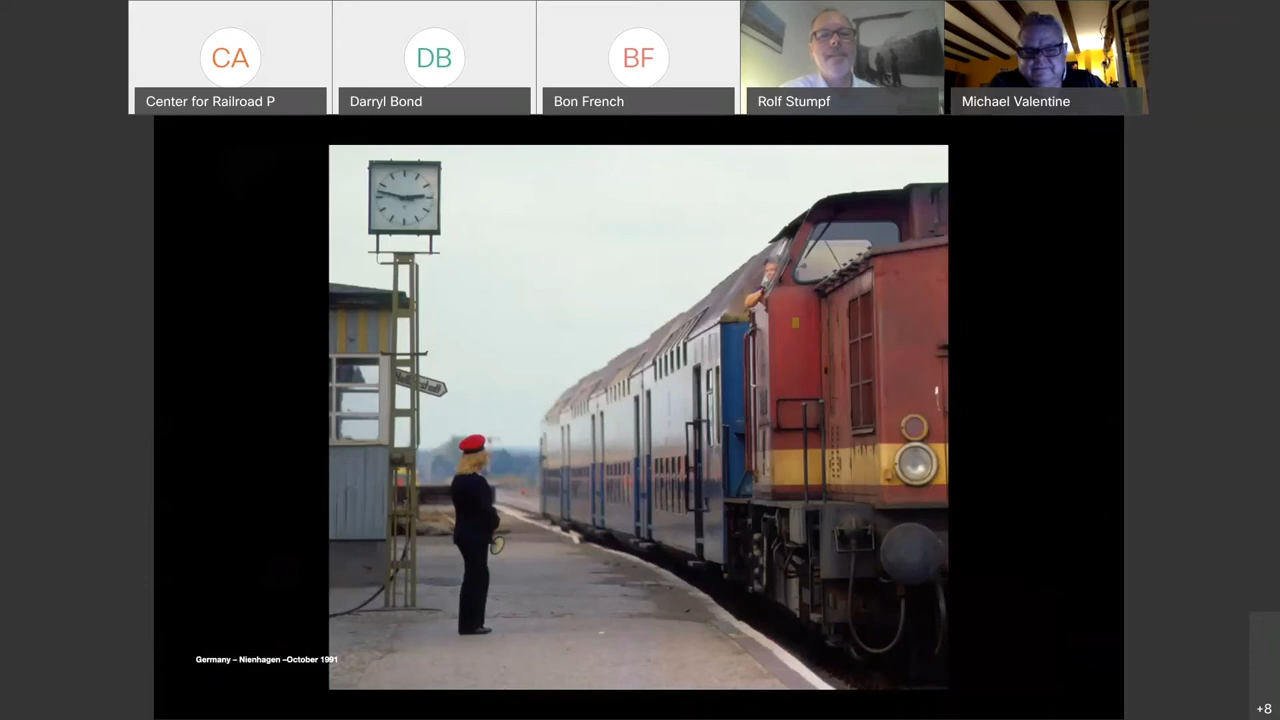 CA
DB
BF
Center for Railroad P
Darryl Bond
Bon French
Rolf Stumpf
Michael Valentine
Germany – Nienhagen –October 1991
+8